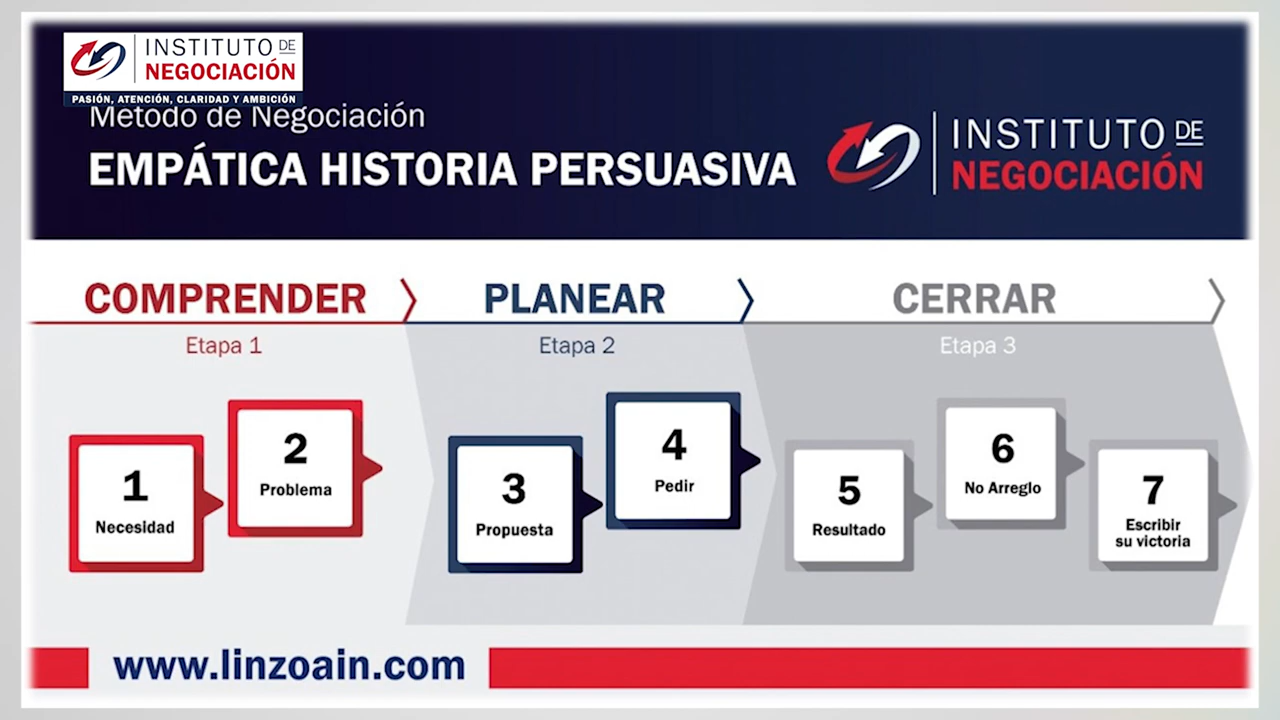 INSTITUTO DE
NEGOCIACIÓN
PASIÓN, ATENCIÓN, CLARIDAD Y AMBICIÓN
Metodo de Negociación
EMPÁTICA HISTORIA PERSUASIVA
INSTITUTO DE
NEGOCIACIÓN
COMPRENDER
Etapa 1
PLANEAR
Etapa 2
CERRAR
Etapa 3
1
Necesidad
2
Problema
3
Propuesta
4
Pedir
5
Resultado
6
No Arreglo
7
Escribir
su victoria
www.linzoain.com